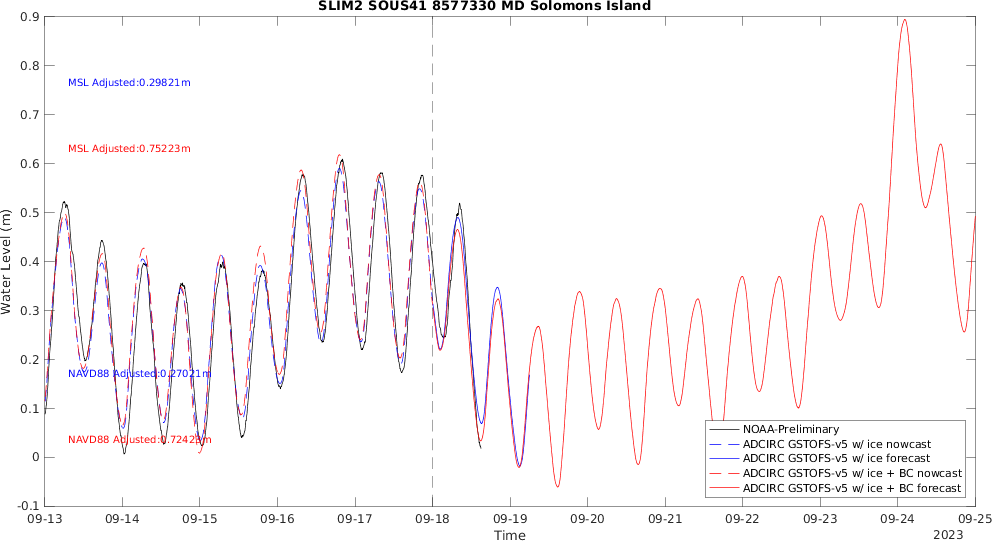 SLIM2 SOUS41 8577330 MD Solomons Island
0.9
0.8
0.7
0.6
0.5
0.4
0.3
0.2
0.1
0
-0.1
Water Level (m)
MSL Adjusted:0.29821m
MSL Adjusted:0.75223m
NAVD88 Adjusted:0.27021m
NAVD88 Adjusted:0.72423m
NOAA-Preliminary
ADCIRC GSTOFS-v5 w/ ice nowcast
ADCIRC GSTOFS-v5 w/ ice forecast
ADCIRC GSTOFS-v5 w/ ice + BC nowcast
ADCIRC GSTOFS-v5 w/ ice + BC forecast
09-13 09-14 09-15 09-16 09-17 09-18 09-19 09-20 09-21 09-22 09-23 09-24 09-25
Time
2023